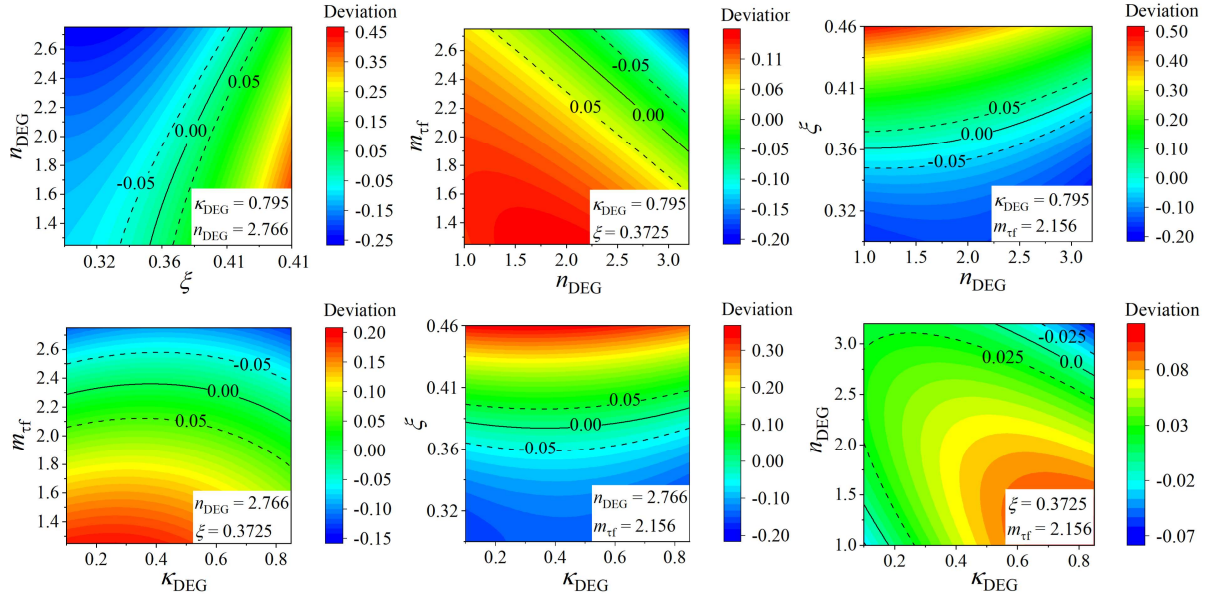 Deviation
2.6
2.4
2.2
2.0
1.8
1.6
1.4
n_DEG
0.05
0.00
-0.05
κ_DEG = 0.795
n_DEG = 2.766
0.32 0.36 0.41 0.41
ξ
0.45
0.36
0.27
0.18
0.09
0.00
-0.09
-0.18
-0.25
Deviation
2.6
2.4
2.2
2.0
1.8
1.6
1.4
m_τf
-0.05
0.05
0.00
κ_DEG = 0.795
ξ = 0.3725
1.0 1.5 2.0 2.5 3.0
n_DEG
0.11
0.05
0.00
-0.05
-0.10
-0.15
-0.20
Deviation
0.46
0.41
0.36
0.32
ξ
0.05
0.00
-0.05
κ_DEG = 0.795
m_τf = 2.156
1.0 1.5 2.0 2.5 3.0
n_DEG
0.50
0.40
0.30
0.20
0.10
0.00
-0.10
-0.20
Deviation
2.6
2.4
2.2
2.0
1.8
1.6
1.4
m_τf
-0.05
0.00
0.05
n_DEG = 2.766
ξ = 0.3725
0.2 0.4 0.6 0.8
κ_DEG
0.20
0.15
0.10
0.05
0.00
-0.05
-0.10
-0.15
Deviation
0.46
0.41
0.36
0.32
ξ
0.05
0.00
-0.05
n_DEG = 2.766
m_τf = 2.156
0.2 0.4 0.6 0.8
κ_DEG
0.30
0.20
0.10
0.00
-0.10
-0.20
Deviation
3.0
2.5
2.0
1.5
1.0
n_DEG
-0.025
0.025
0.0
ξ = 0.3725
m_τf = 2.156
0.2 0.4 0.6 0.8
κ_DEG
0.08
0.03
-0.02
-0.07